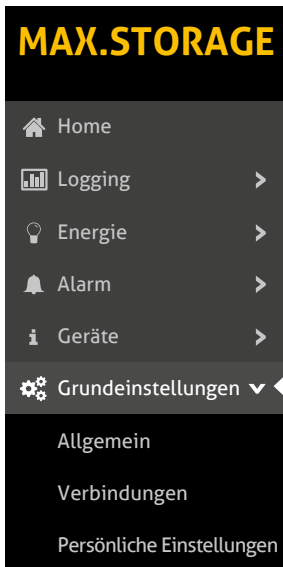 MAX.STORAGE
Home
Logging
Energie
Alarm
Geräte
Grundeinstellungen
Allgemein
Verbindungen
Persönliche Einstellungen